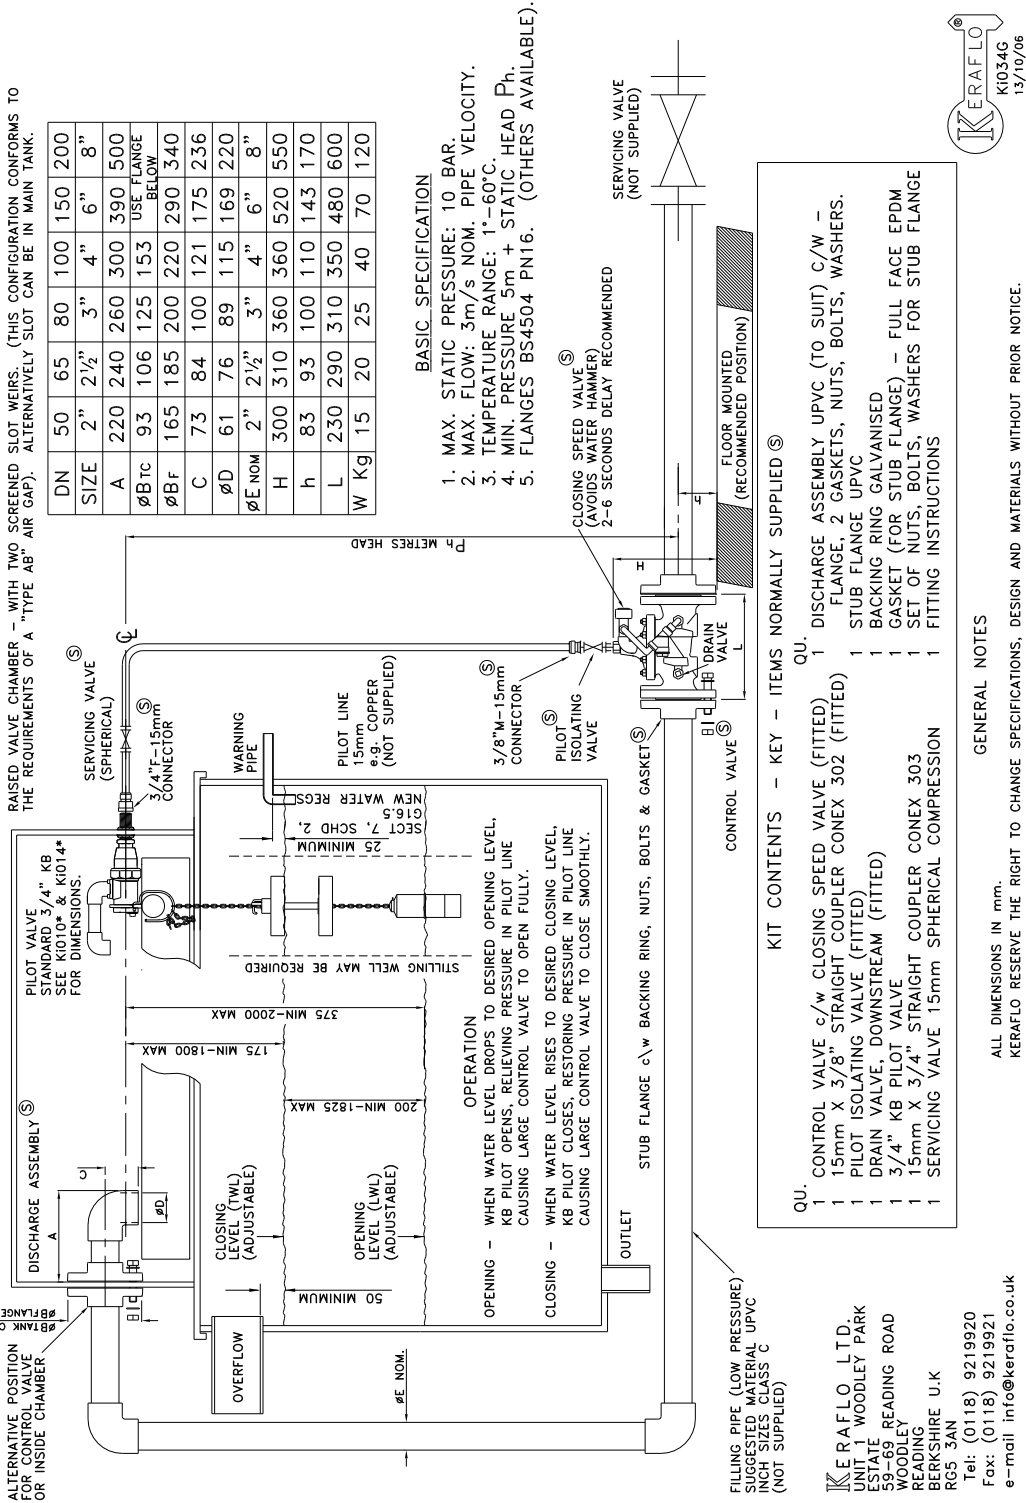 RAISED VALVE CHAMBER – WITH TWO SCREENED SLOT WEIRS. (THIS CONFIGURATION CONFORMS TO
THE REQUIREMENTS OF A "TYPE AB" AIR GAP). ALTERNATIVELY SLOT CAN BE IN MAIN TANK.
ALTERNATIVE POSITION
FOR CONTROL VALVE
OR INSIDE CHAMBER
ØBTANK C
ØBFLANGE
DISCHARGE ASSEMBLY Ⓢ
A
C
ØD
PILOT VALVE
STANDARD 3/4" KB
SEE Ki010* & Ki014*
FOR DIMENSIONS.
SERVICING VALVE Ⓢ
(SPHERICAL)
3/4"F–15mm Ⓢ
CONNECTOR
℄
WARNING
PIPE
PILOT LINE
15mm
e.g. COPPER
(NOT SUPPLIED)
25 MINIMUM
SECT 7, SCHD 2,
G16.5
NEW WATER REGS
STILLING WELL MAY BE REQUIRED
375 MIN–2000 MAX
175 MIN–1800 MAX
200 MIN–1825 MAX
CLOSING
LEVEL (TWL)
(ADJUSTABLE)
OPENING
LEVEL (LWL)
(ADJUSTABLE)
50 MINIMUM
OVERFLOW
ØE NOM.
OPERATION
OPENING – WHEN WATER LEVEL DROPS TO DESIRED OPENING LEVEL,
KB PILOT OPENS, RELIEVING PRESSURE IN PILOT LINE
CAUSING LARGE CONTROL VALVE TO OPEN FULLY.
CLOSING – WHEN WATER LEVEL RISES TO DESIRED CLOSING LEVEL,
KB PILOT CLOSES, RESTORING PRESSURE IN PILOT LINE
CAUSING LARGE CONTROL VALVE TO CLOSE SMOOTHLY.
OUTLET
STUB FLANGE c\w BACKING RING, NUTS, BOLTS & GASKET Ⓢ
CONTROL VALVE Ⓢ
3/8"M–15mm Ⓢ
CONNECTOR
PILOT Ⓢ
ISOLATING
VALVE
DRAIN
VALVE
L
H
h
Ph METRES HEAD
CLOSING SPEED VALVE Ⓢ
(AVOIDS WATER HAMMER)
2–6 SECONDS DELAY RECOMMENDED
FLOOR MOUNTED
(RECOMMENDED POSITION)
SERVICING VALVE
(NOT SUPPLIED)
FILLING PIPE (LOW PRESSURE)
SUGGESTED MATERIAL UPVC
INCH SIZES CLASS C
(NOT SUPPLIED)
DN 50 65 80 100 150 200
SIZE 2" 2½" 3" 4" 6" 8"
A 220 240 260 300 390 500
ØBTC 93 106 125 153 USE FLANGE BELOW
ØBF 165 185 200 220 290 340
C 73 84 100 121 175 236
ØD 61 76 89 115 169 220
ØE NOM 2" 2½" 3" 4" 6" 8"
H 300 310 360 360 520 550
h 83 93 100 110 143 170
L 230 290 310 350 480 600
W Kg 15 20 25 40 70 120
BASIC SPECIFICATION
1. MAX. STATIC PRESSURE: 10 BAR.
2. MAX. FLOW: 3m/s NOM. PIPE VELOCITY.
3. TEMPERATURE RANGE: 1°–60°C.
4. MIN. PRESSURE 5m + STATIC HEAD Ph.
5. FLANGES BS4504 PN16. (OTHERS AVAILABLE).
KIT CONTENTS – KEY – ITEMS NORMALLY SUPPLIED Ⓢ
QU.
1 CONTROL VALVE c/w CLOSING SPEED VALVE (FITTED)
1 15mm X 3/8" STRAIGHT COUPLER CONEX 302 (FITTED)
1 PILOT ISOLATING VALVE (FITTED)
1 DRAIN VALVE, DOWNSTREAM (FITTED)
1 3/4" KB PILOT VALVE
1 15mm X 3/4" STRAIGHT COUPLER CONEX 303
1 SERVICING VALVE 15mm SPHERICAL COMPRESSION
QU.
1 DISCHARGE ASSEMBLY UPVC (TO SUIT) C/W –
FLANGE, 2 GASKETS, NUTS, BOLTS, WASHERS.
1 STUB FLANGE UPVC
1 BACKING RING GALVANISED
1 GASKET (FOR STUB FLANGE) – FULL FACE EPDM
1 SET OF NUTS, BOLTS, WASHERS FOR STUB FLANGE
1 FITTING INSTRUCTIONS
GENERAL NOTES
ALL DIMENSIONS IN mm.
KERAFLO RESERVE THE RIGHT TO CHANGE SPECIFICATIONS, DESIGN AND MATERIALS WITHOUT PRIOR NOTICE.
KERAFLO LTD.
UNIT 1 WOODLEY PARK
ESTATE
59–69 READING ROAD
WOODLEY
READING
BERKSHIRE U.K
RG5 3AN
Tel: (0118) 9219920
Fax: (0118) 9219921
e–mail info@keraflo.co.uk
KERAFLO ®
Ki034G
13/10/06